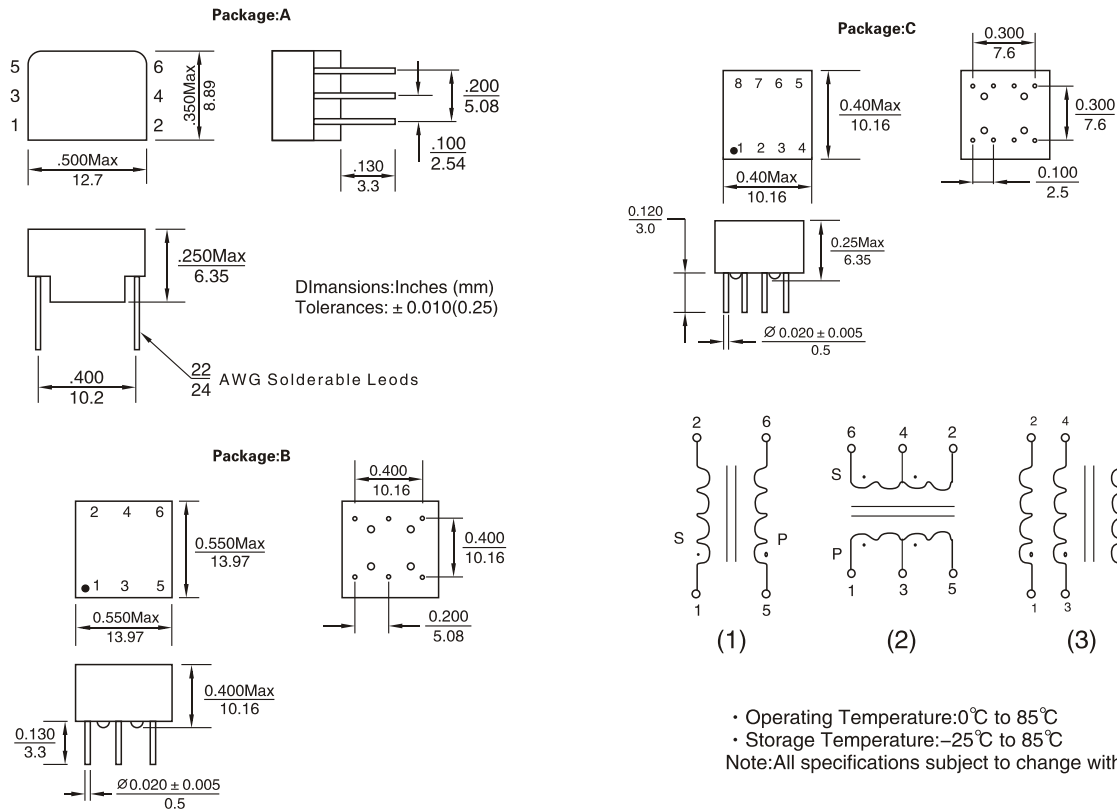 Package:A
5
6
3
4
1
2
.350Max
8.89
.500Max
12.7
.200
5.08
.100
2.54
.130
3.3
.250Max
6.35
DImansions:Inches (mm)
Tolerances: ± 0.010(0.25)
.400
10.2
22
24
AWG Solderable Leods
Package:B
2 4 6
1 3 5
0.550Max
13.97
0.550Max
13.97
0.400
10.16
0.400
10.16
0.200
5.08
0.400Max
10.16
0.130
3.3
Ø0.020 ± 0.005
0.5
Package:C
8 7 6 5
1 2 3 4
0.40Max
10.16
0.40Max
10.16
0.300
7.6
0.300
7.6
0.100
2.5
0.120
3.0
0.25Max
6.35
Ø 0.020 ± 0.005
0.5
2 6
S P
1 5
(1)
6 4 2
S
P
1 3 5
(2)
2 4
1 3
(3)
· Operating Temperature:0°C to 85°C
· Storage Temperature:–25°C to 85°C
Note:All specifications subject to change with